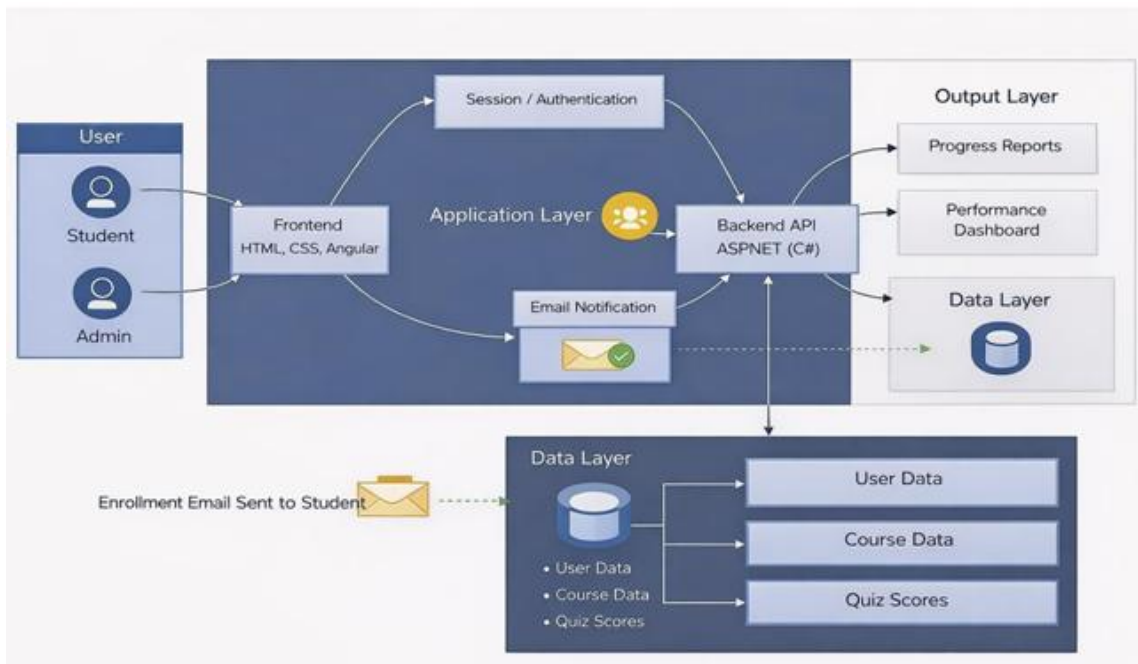 User
Student
Admin
Frontend
HTML, CSS, Angular
Session / Authentication
Application Layer
Email Notification
Backend API
ASPNET (C#)
Output Layer
Progress Reports
Performance
Dashboard
Data Layer
Enrollment Email Sent to Student
Data Layer
• User Data
• Course Data
• Quiz Scores
User Data
Course Data
Quiz Scores